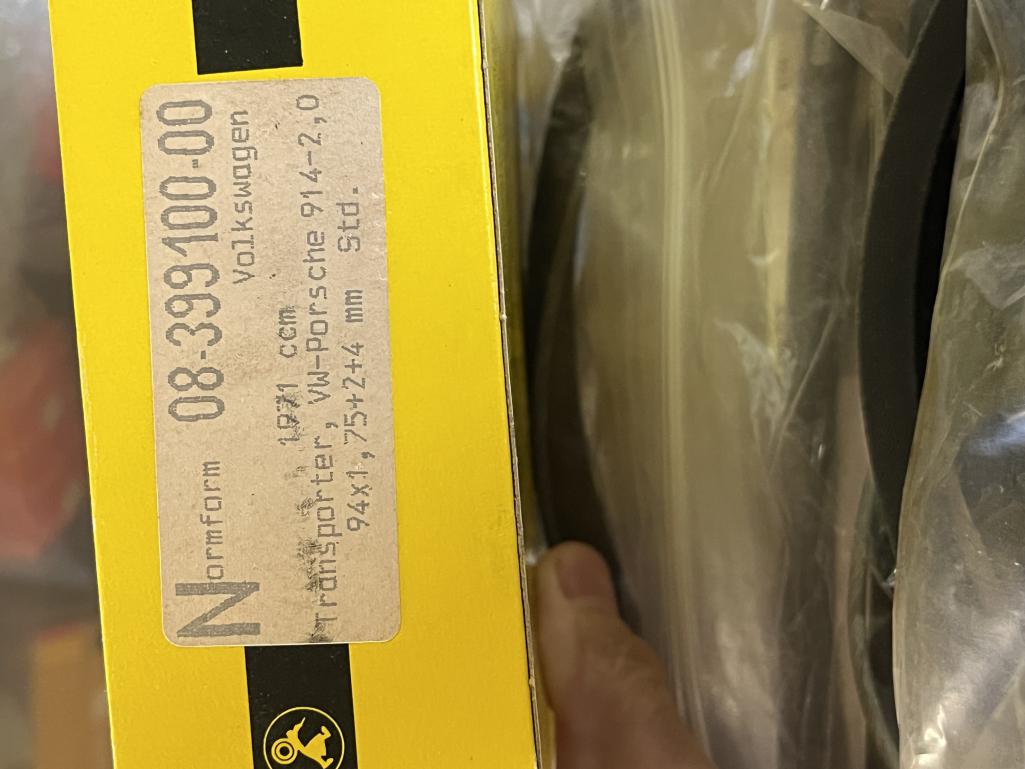 Normform 08-399100-00
Volkswagen
1971 ccm
Transporter, VW-Porsche 914-2,0
94x1,75+2+4 mm Std.